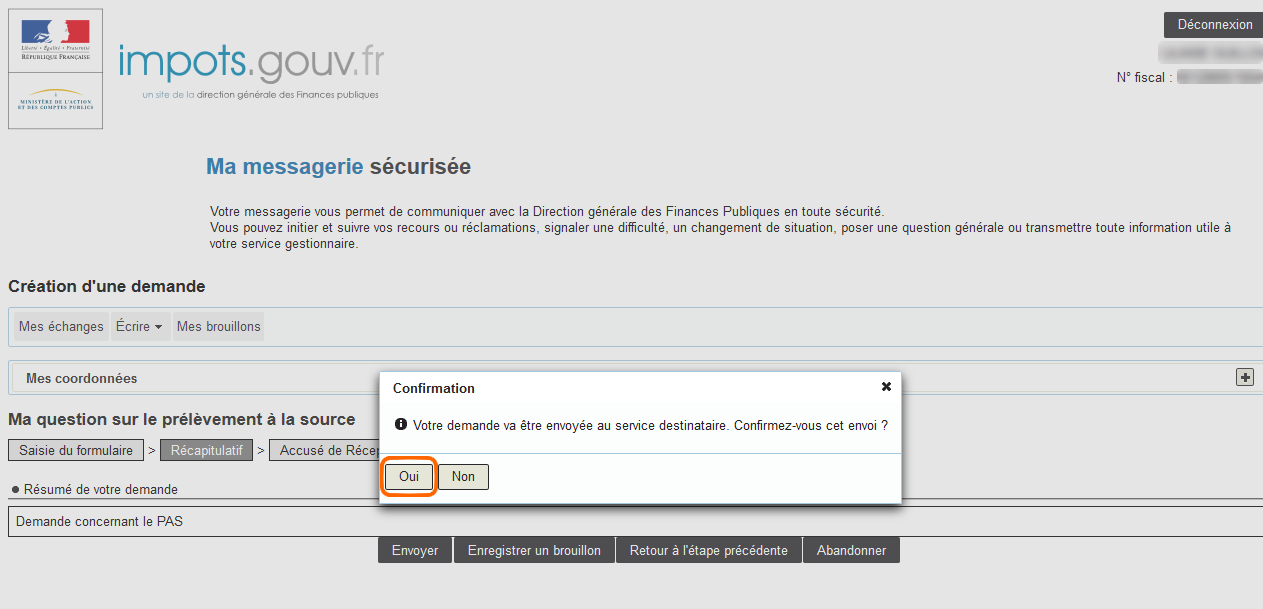 Liberté • Égalité • Fraternité
RÉPUBLIQUE FRANÇAISE
MINISTÈRE DE L'ACTION
ET DES COMPTES PUBLICS
impots.gouv.fr
un site de la direction générale des Finances publiques
Déconnexion
N° fiscal :
Ma messagerie sécurisée
Votre messagerie vous permet de communiquer avec la Direction générale des Finances Publiques en toute sécurité.
Vous pouvez initier et suivre vos recours ou réclamations, signaler une difficulté, un changement de situation, poser une question générale ou transmettre toute information utile à
votre service gestionnaire.
Création d'une demande
Mes échanges Écrire Mes brouillons
Mes coordonnées
Confirmation
Votre demande va être envoyée au service destinataire. Confirmez-vous cet envoi ?
Oui Non
Ma question sur le prélèvement à la source
Saisie du formulaire > Récapitulatif > Accusé de Récep
Résumé de votre demande
Demande concernant le PAS
Envoyer Enregistrer un brouillon Retour à l'étape précédente Abandonner